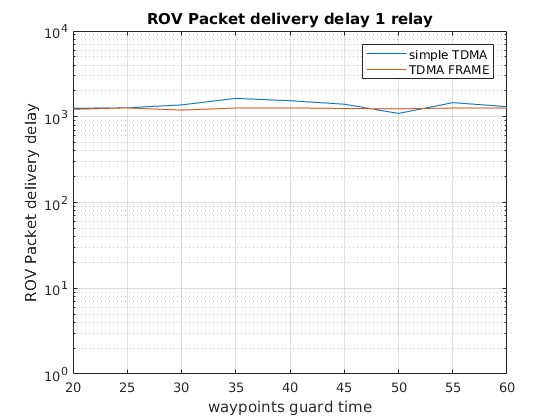 ROV Packet delivery delay 1 relay
10^4
simple TDMA
TDMA FRAME
10^3
ROV Packet delivery delay
10^2
10^1
10^0
20 25 30 35 40 45 50 55 60
waypoints guard time